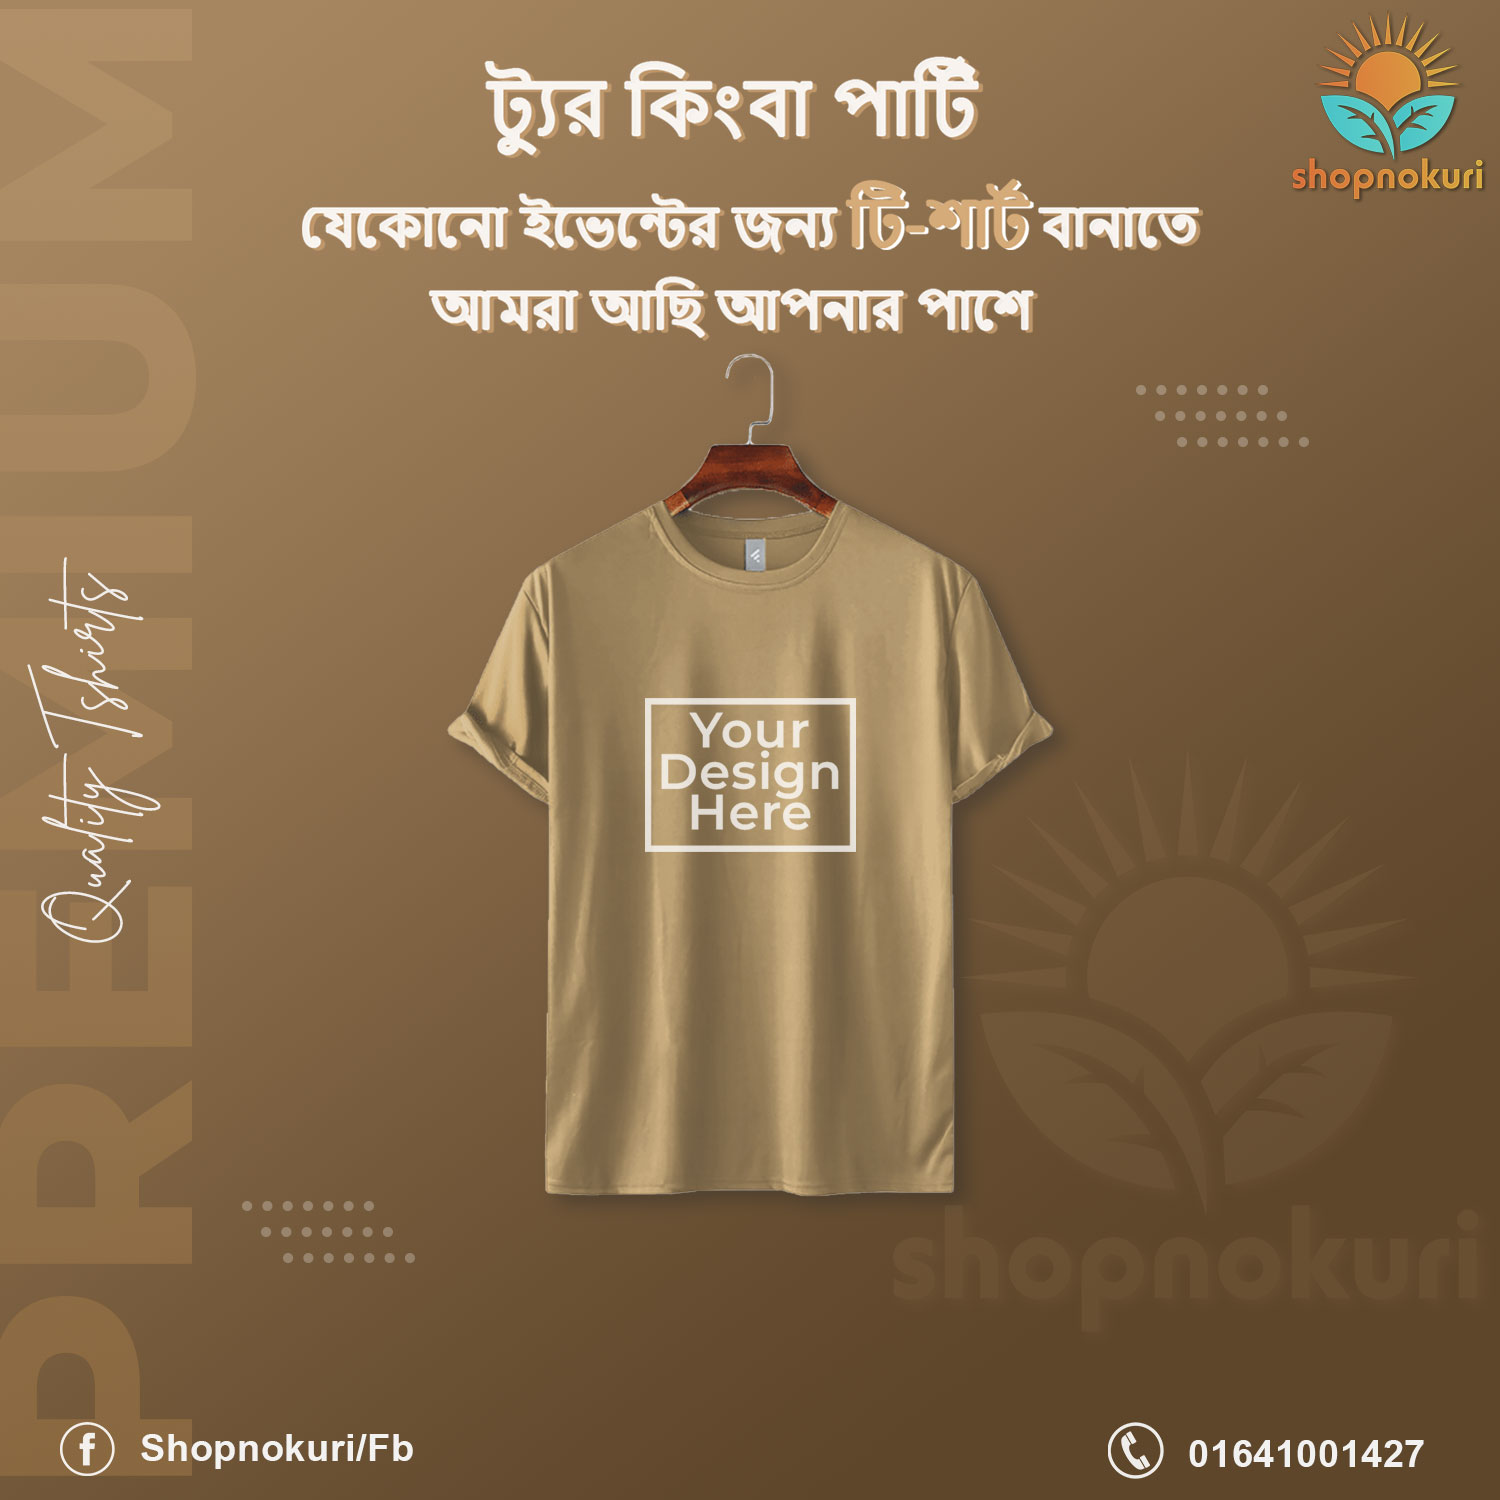 ট্যুর কিংবা পার্টি
shopnokuri
যেকোনো ইভেন্টের জন্য টি-শার্ট বানাতে
আমরা আছি আপনার পাশে
PREMIUM
Quality Tshirts
Your
Design
Here
shopnokuri
Shopnokuri/Fb
01641001427